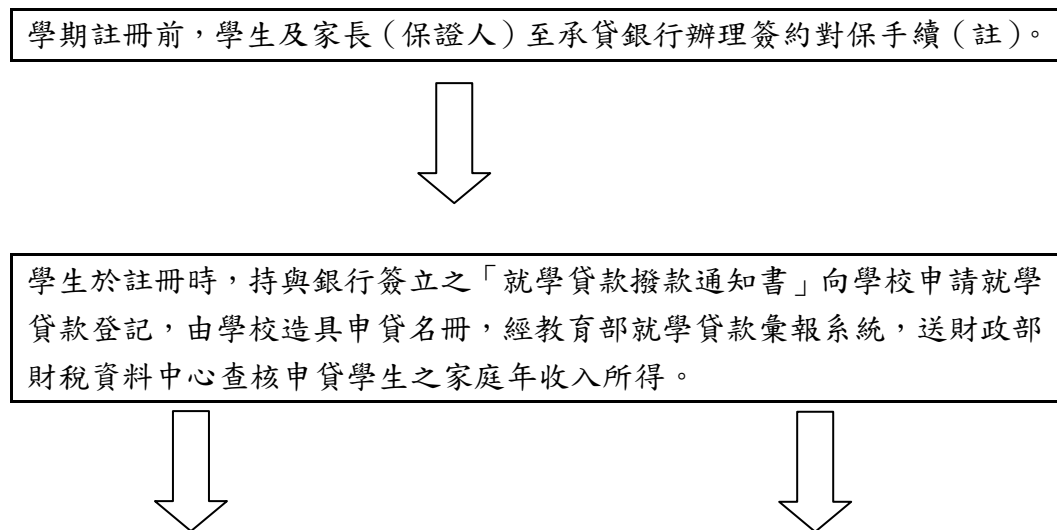 學期註冊前，學生及家長（保證人）至承貸銀行辦理簽約對保手續（註）。
學生於註冊時，持與銀行簽立之「就學貸款撥款通知書」向學校申請就學
貸款登記，由學校造具申貸名冊，經教育部就學貸款彙報系統，送財政部
財稅資料中心查核申貸學生之家庭年收入所得。